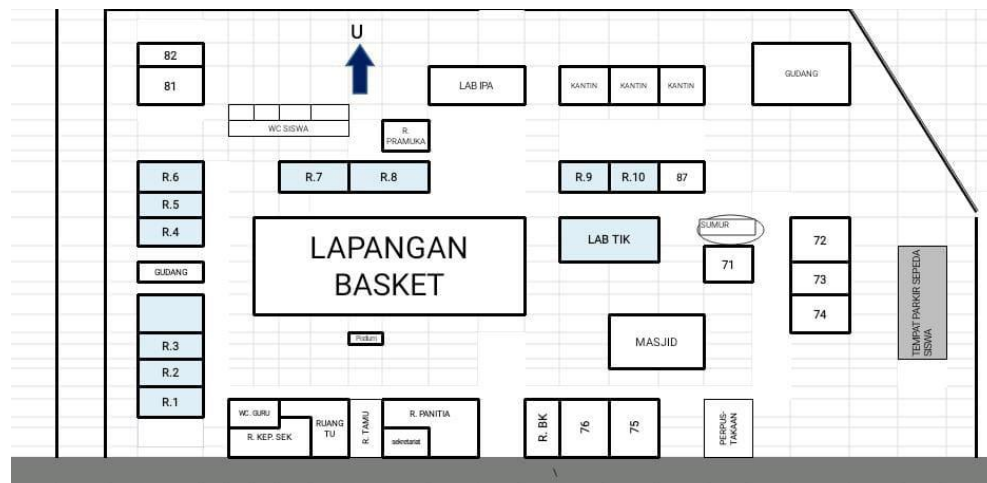 U
82
81
WC SISWA
LAB IPA
KANTIN
KANTIN
KANTIN
GUDANG
R.
PRAMUKA
R.6
R.5
R.4
R.7
R.8
R.9
R.10
87
LAPANGAN
BASKET
LAB TIK
SUMUR
71
72
73
74
GUDANG
TEMPAT PARKIR SEPEDA
SISWA
R.3
R.2
R.1
Podium
MASJID
WC. GURU
R. KEP. SEK
RUANG
TU
R. TAMU
R. PANITIA
sekretariat
R. BK
76
75
PERPUS-
TAKAAN
\